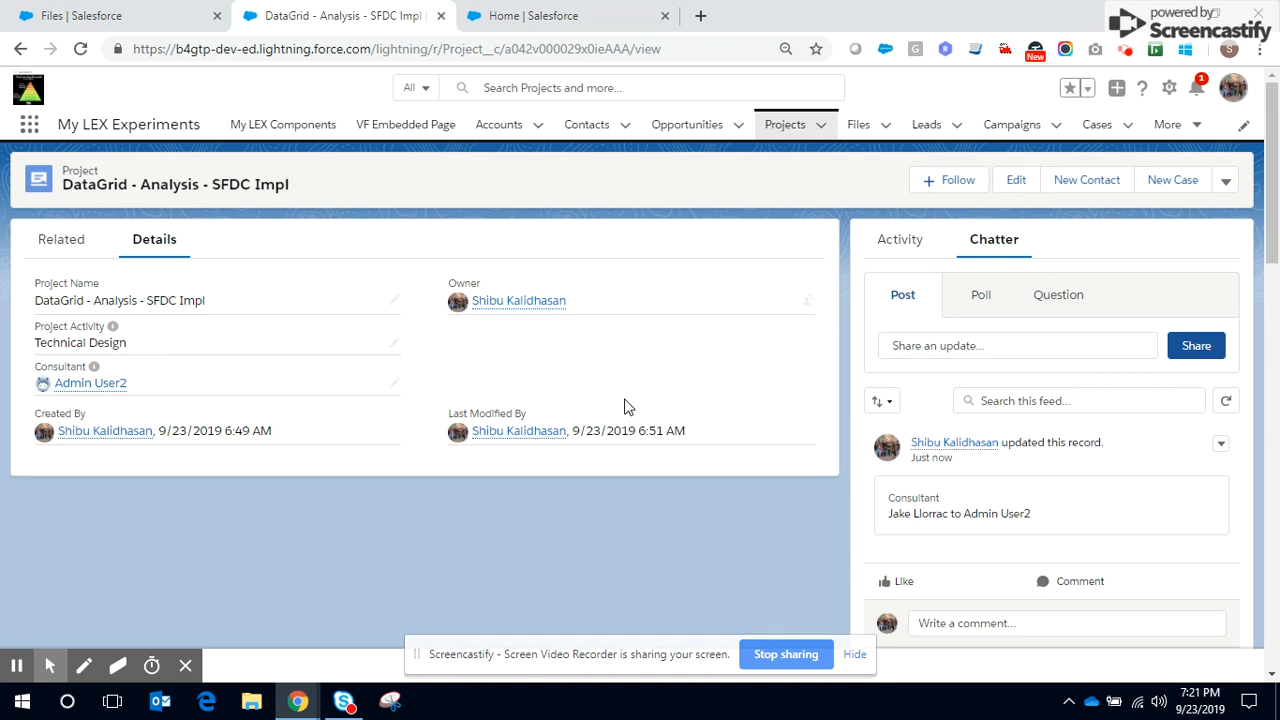 Files | Salesforce
DataGrid - Analysis - SFDC Impl
Home | Salesforce
powered by
Screencastify
https://b4gtp-dev-ed.lightning.force.com/lightning/r/Project__c/a042v000029x0ieAAA/view
New
S
All
Search Projects and more...
1
My LEX Experiments
My LEX Components
VF Embedded Page
Accounts
Contacts
Opportunities
Projects
Files
Leads
Campaigns
Cases
More
Project
DataGrid - Analysis - SFDC Impl
+ Follow
Edit
New Contact
New Case
Related
Details
Activity
Chatter
Project Name
DataGrid - Analysis - SFDC Impl
Owner
Shibu Kalidhasan
Project Activity
Technical Design
Consultant
Admin User2
Created By
Shibu Kalidhasan, 9/23/2019 6:49 AM
Last Modified By
Shibu Kalidhasan, 9/23/2019 6:51 AM
Post
Poll
Question
Share an update...
Share
Search this feed...
Shibu Kalidhasan updated this record.
Just now
Consultant
Jake Llorrac to Admin User2
Like
Comment
Write a comment...
Screencastify - Screen Video Recorder is sharing your screen.
Stop sharing
Hide
7:21 PM
9/23/2019